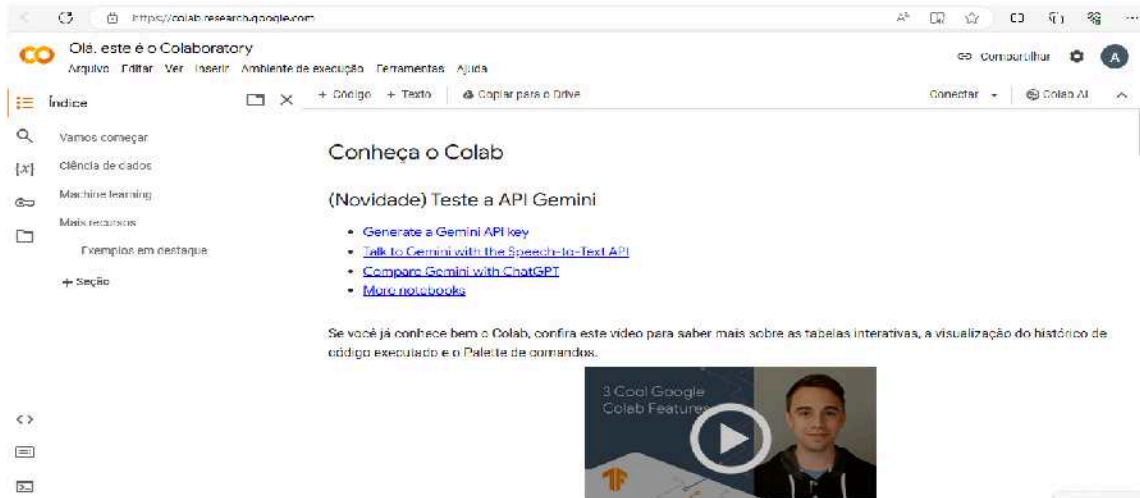 https://colab.research.google.com
Olá, este é o Colaboratory
Arquivo Editar Ver Inserir Ambiente de execução Ferramentas Ajuda
Compartilhar
A
Índice
+ Código + Texto Copiar para o Drive
Conectar
Colab AI
Vamos começar
Ciência de dados
Machine learning
Mais recursos
Exemplos em destaque
+ Seção
{x}
Conheça o Colab
(Novidade) Teste a API Gemini
• Generate a Gemini API key
• Talk to Gemini with the Speech-to-Text API
• Compare Gemini with ChatGPT
• More notebooks
Se você já conhece bem o Colab, confira este vídeo para saber mais sobre as tabelas interativas, a visualização do histórico de
código executado e o Palette de comandos.
3 Cool Google
Colab Features